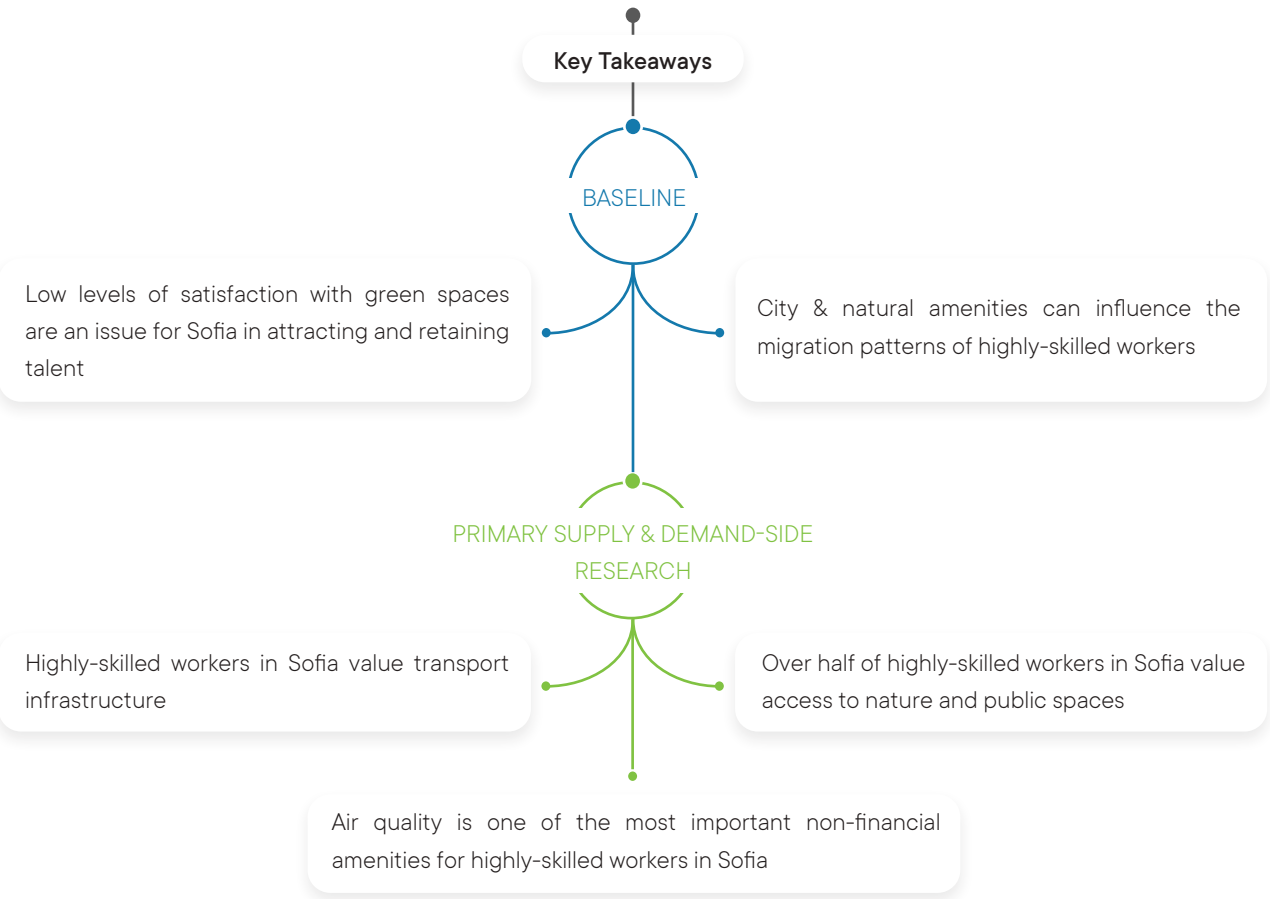 Key Takeaways
BASELINE
Low levels of satisfaction with green spaces
are an issue for Sofia in attracting and retaining
talent
City & natural amenities can influence the
migration patterns of highly-skilled workers
PRIMARY SUPPLY & DEMAND-SIDE
RESEARCH
Highly-skilled workers in Sofia value transport
infrastructure
Over half of highly-skilled workers in Sofia value
access to nature and public spaces
Air quality is one of the most important non-financial
amenities for highly-skilled workers in Sofia